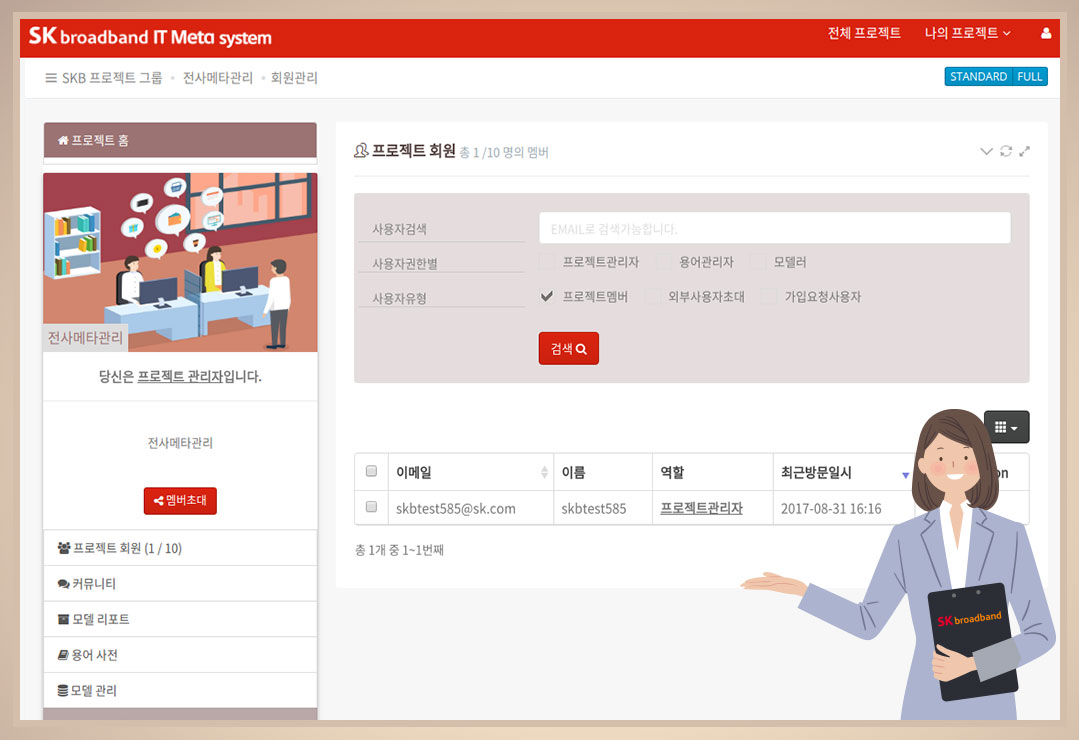 SK broadband IT Meta system
전체 프로젝트 나의 프로젝트
SKB 프로젝트 그룹 • 전사메타관리 • 회원관리
STANDARD FULL
프로젝트 홈
전사메타관리
당신은 프로젝트 관리자입니다.
전사메타관리
멤버초대
프로젝트 회원 (1 / 10)
커뮤니티
모델 리포트
용어 사전
모델 관리
프로젝트 회원 총 1 /10 명의 멤버
사용자검색 EMAIL로 검색가능합니다.
사용자권한별 프로젝트관리자 용어관리자 모델러
사용자유형 프로젝트멤버 외부사용자초대 가입요청사용자
검색
이메일 이름 역할 최근방문일시
skbtest585@sk.com skbtest585 프로젝트관리자 2017-08-31 16:16
총 1개 중 1~1번째
SK broadband